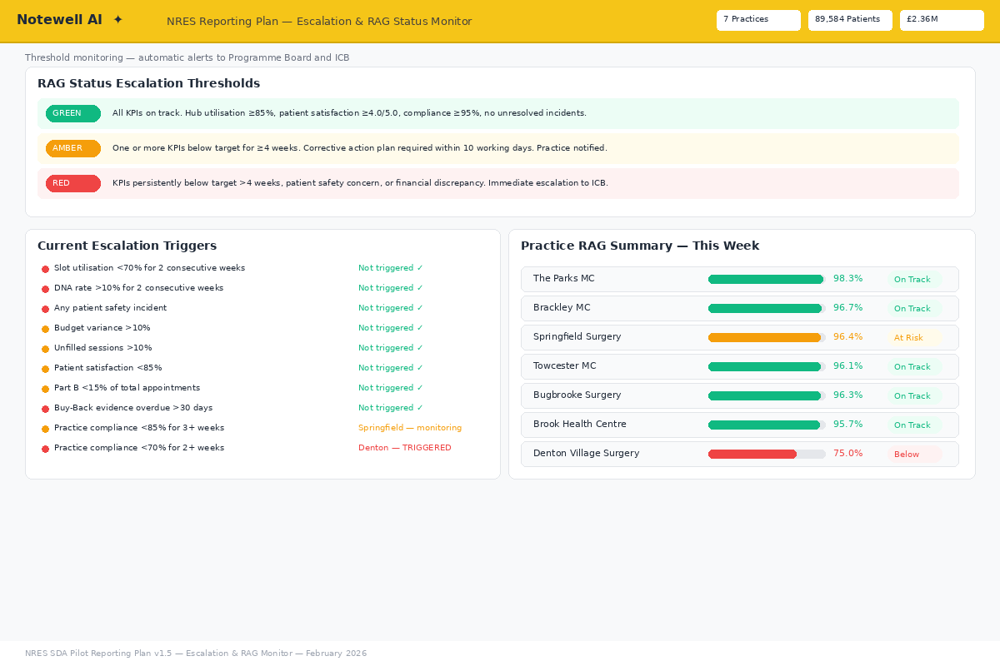 Notewell AI ✦
NRES Reporting Plan — Escalation & RAG Status Monitor
7 Practices
89,584 Patients
£2.36M
Threshold monitoring — automatic alerts to Programme Board and ICB
RAG Status Escalation Thresholds
GREEN All KPIs on track. Hub utilisation ≥85%, patient satisfaction ≥4.0/5.0, compliance ≥95%, no unresolved incidents.
AMBER One or more KPIs below target for ≥4 weeks. Corrective action plan required within 10 working days. Practice notified.
RED KPIs persistently below target >4 weeks, patient safety concern, or financial discrepancy. Immediate escalation to ICB.
Current Escalation Triggers
Slot utilisation <70% for 2 consecutive weeks Not triggered ✓
DNA rate >10% for 2 consecutive weeks Not triggered ✓
Any patient safety incident Not triggered ✓
Budget variance >10% Not triggered ✓
Unfilled sessions >10% Not triggered ✓
Patient satisfaction <85% Not triggered ✓
Part B <15% of total appointments Not triggered ✓
Buy-Back evidence overdue >30 days Not triggered ✓
Practice compliance <85% for 3+ weeks Springfield — monitoring
Practice compliance <70% for 2+ weeks Denton — TRIGGERED
Practice RAG Summary — This Week
The Parks MC 98.3% On Track
Brackley MC 96.7% On Track
Springfield Surgery 96.4% At Risk
Towcester MC 96.1% On Track
Bugbrooke Surgery 96.3% On Track
Brook Health Centre 95.7% On Track
Denton Village Surgery 75.0% Below
NRES SDA Pilot Reporting Plan v1.5 — Escalation & RAG Monitor — February 2026